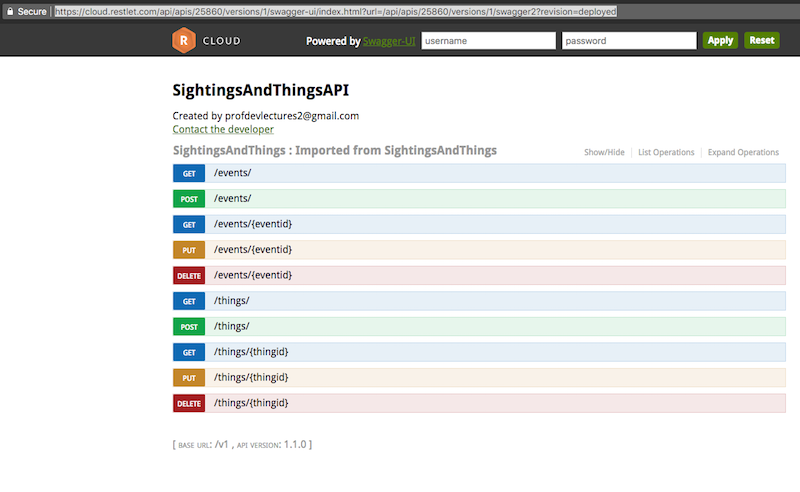 Secure https://cloud.restlet.com/api/apis/25860/versions/1/swagger-ui/index.html?url=/api/apis/25860/versions/1/swagger2?revision=deployed
R CLOUD Powered by Swagger-UI username password Apply Reset
SightingsAndThingsAPI
Created by profdevlectures2@gmail.com
Contact the developer
SightingsAndThings : Imported from SightingsAndThings Show/Hide List Operations Expand Operations
GET /events/
POST /events/
GET /events/{eventid}
PUT /events/{eventid}
DELETE /events/{eventid}
GET /things/
POST /things/
GET /things/{thingid}
PUT /things/{thingid}
DELETE /things/{thingid}
[ BASE URL: /v1 , API VERSION: 1.1.0 ]